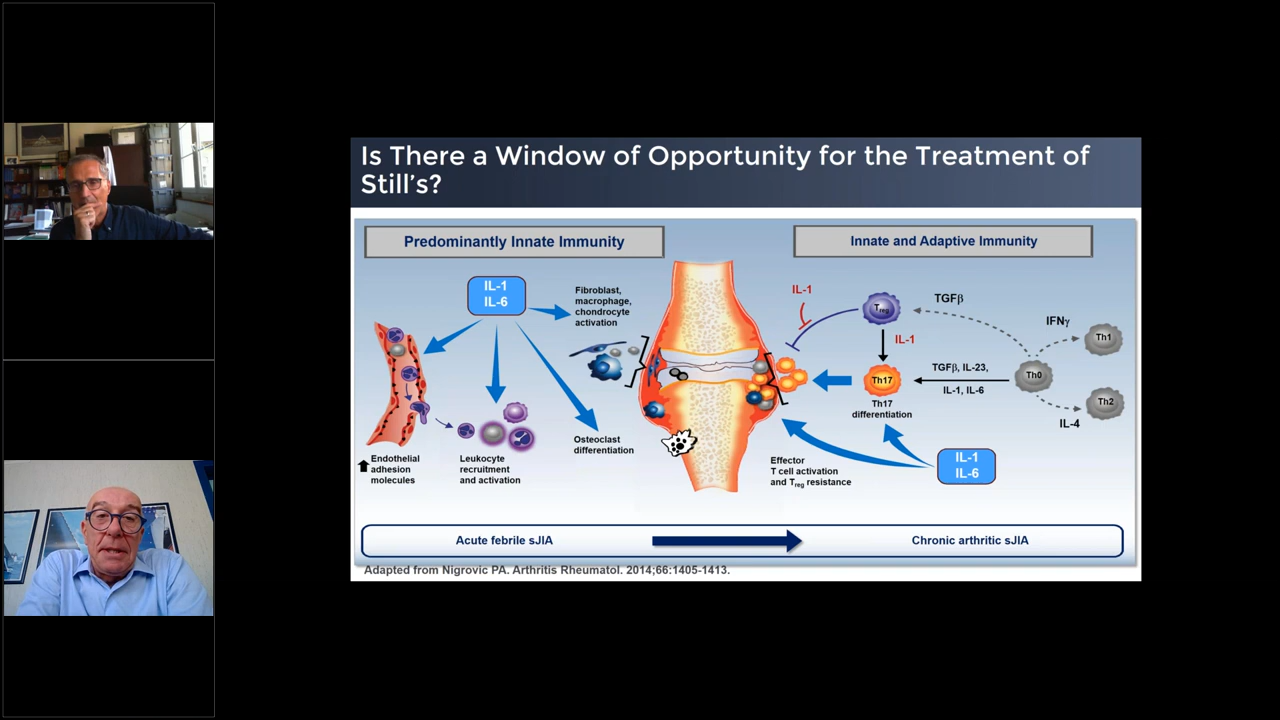 Is There a Window of Opportunity for the Treatment of
Still's?
Predominantly Innate Immunity
Innate and Adaptive Immunity
IL-1
IL-6
Fibroblast,
macrophage,
chondrocyte
activation
Endothelial
adhesion
molecules
Leukocyte
recruitment
and activation
Osteoclast
differentiation
IL-1
Treg
TGFβ
IFNγ
Th1
IL-1
TGFβ, IL-23,
Th0
Th17
IL-1, IL-6
Th2
Th17
differentiation
IL-4
Effector
T cell activation
and Treg resistance
IL-1
IL-6
Acute febrile sJIA
Chronic arthritic sJIA
Adapted from Nigrovic PA. Arthritis Rheumatol. 2014;66:1405-1413.